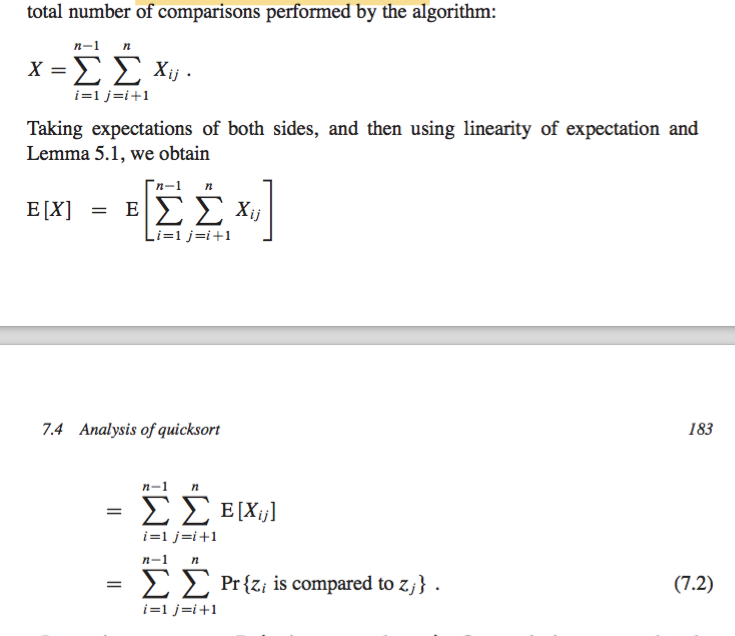 total number of comparisons performed by the algorithm:
X = \sum_{i=1}^{n-1} \sum_{j=i+1}^{n} X_{ij} .
Taking expectations of both sides, and then using linearity of expectation and
Lemma 5.1, we obtain
E[X] = E\left[\sum_{i=1}^{n-1} \sum_{j=i+1}^{n} X_{ij}\right]
7.4 Analysis of quicksort 183
= \sum_{i=1}^{n-1} \sum_{j=i+1}^{n} E[X_{ij}]
= \sum_{i=1}^{n-1} \sum_{j=i+1}^{n} Pr{z_i is compared to z_j} . (7.2)